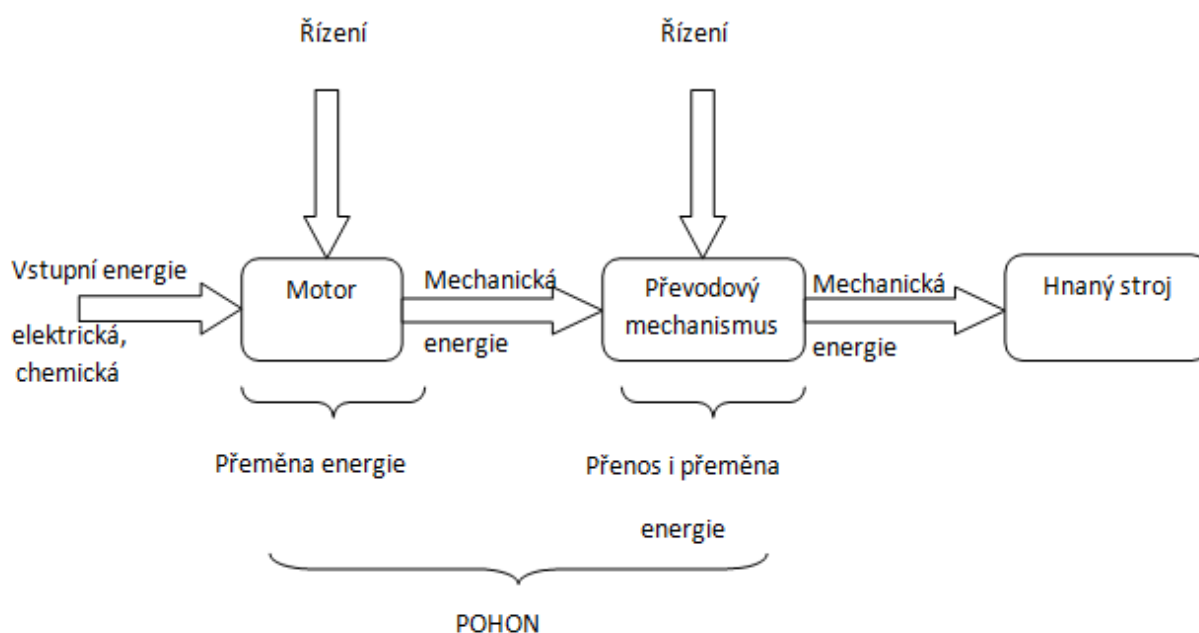 Řízení
Řízení
Vstupní energie
elektrická,
chemická
Motor
Mechanická
energie
Převodový
mechanismus
Mechanická
energie
Hnaný stroj
Přeměna energie
Přenos i přeměna
energie
POHON